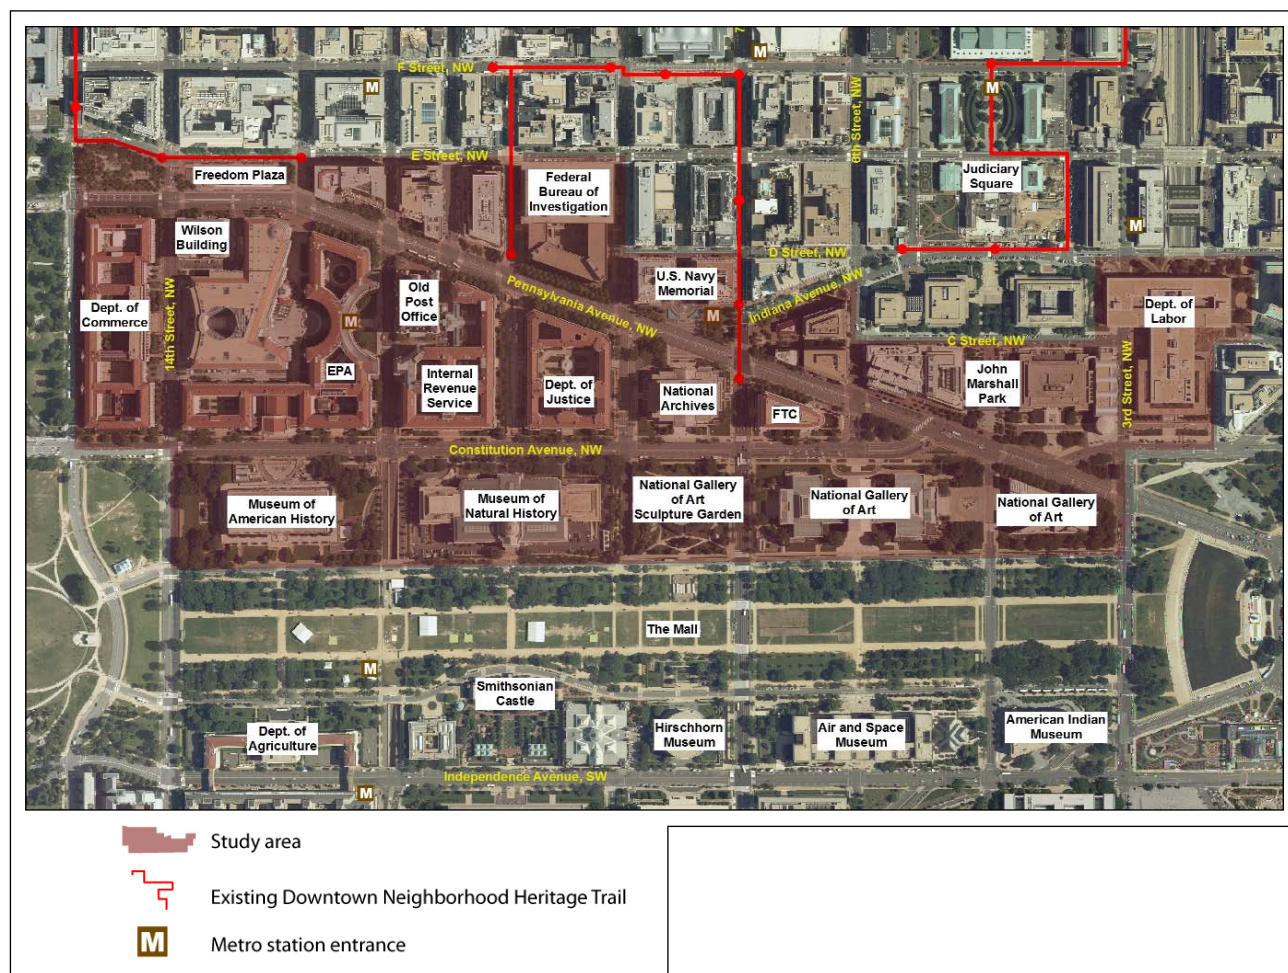 7
M
F Street, NW
M
M
6th Street, NW
E Street, NW
Freedom Plaza
Federal
Bureau of
Investigation
Judiciary
Square
M
Wilson
Building
D Street, NW
U.S. Navy
Memorial
Indiana Avenue, NW
Pennsylvania Avenue, NW
Old
Post
Office
Dept. of
Commerce
14th Street, NW
M
M
Dept. of
Labor
C Street, NW
3rd Street, NW
EPA
Internal
Revenue
Service
Dept. of
Justice
National
Archives
FTC
John
Marshall
Park
Constitution Avenue, NW
Museum of
American History
Museum of
Natural History
National Gallery
of Art
Sculpture Garden
National Gallery
of Art
National Gallery
of Art
The Mall
M
Smithsonian
Castle
Dept. of
Agriculture
Hirschhorn
Museum
Air and Space
Museum
American Indian
Museum
Independence Avenue, SW
M
Study area
Existing Downtown Neighborhood Heritage Trail
M
Metro station entrance